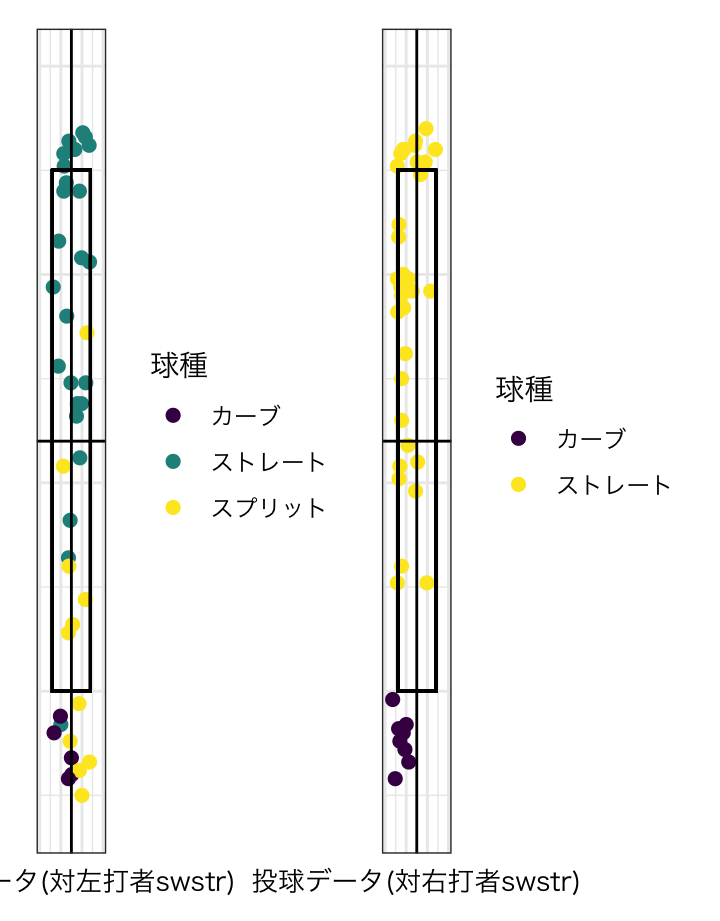 球種
カーブ
ストレート
スプリット
球種
カーブ
ストレート
ータ(対左打者swstr)
投球データ(対右打者swstr)